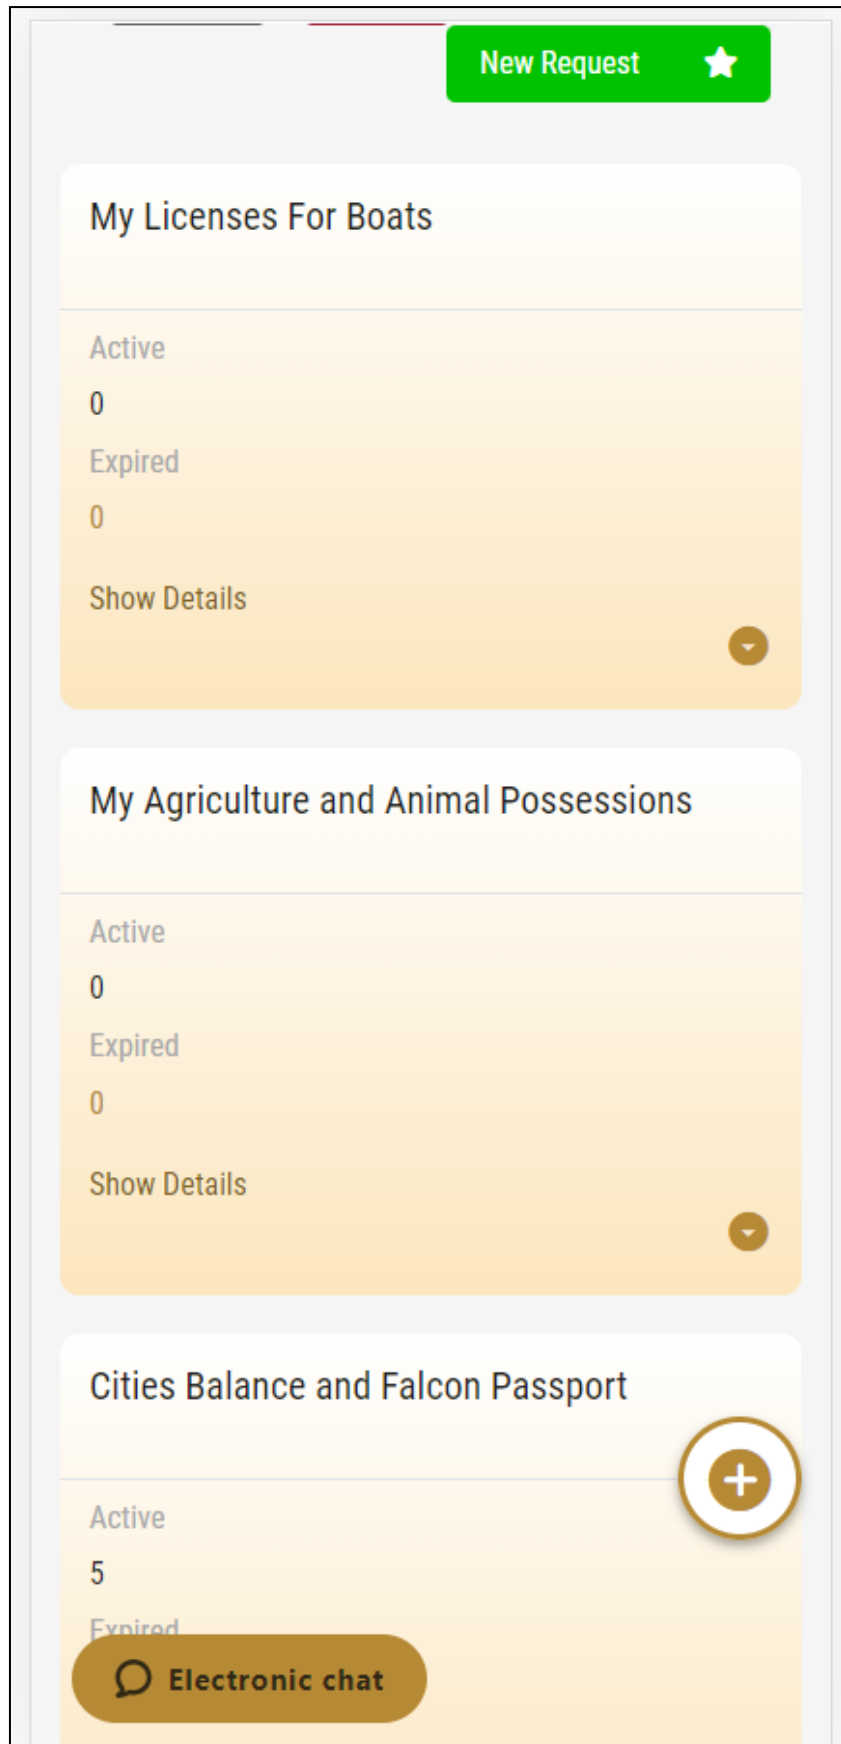 New Request
My Licenses For Boats
Active
0
Expired
0
Show Details
My Agriculture and Animal Possessions
Active
0
Expired
0
Show Details
Cities Balance and Falcon Passport
Active
5
Expired
Electronic chat